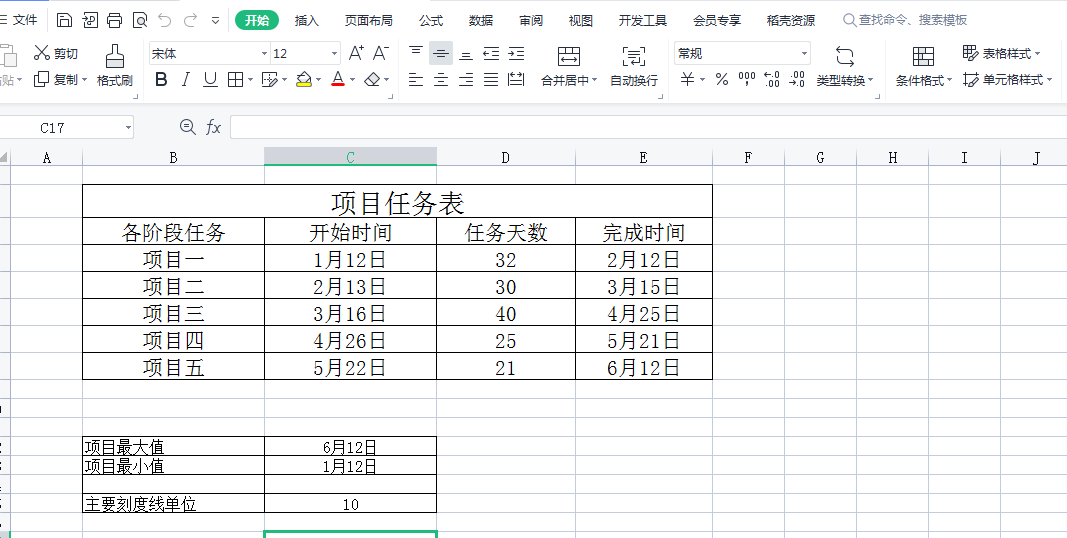 文件 开始 插入 页面布局 公式 数据 审阅 视图 开发工具 会员专享 稻壳资源 查找命令、搜索模板
剪切 宋体 12 A⁺ A⁻ 常规 表格样式
粘贴 复制 格式刷 B I U A 合并居中 自动换行 ¥ % 000 类型转换 条件格式 单元格样式
C17 fx
A B C D E F G H I J
项目任务表
各阶段任务 开始时间 任务天数 完成时间
项目一 1月12日 32 2月12日
项目二 2月13日 30 3月15日
项目三 3月16日 40 4月25日
项目四 4月26日 25 5月21日
项目五 5月22日 21 6月12日
项目最大值 6月12日
项目最小值 1月12日
主要刻度线单位 10